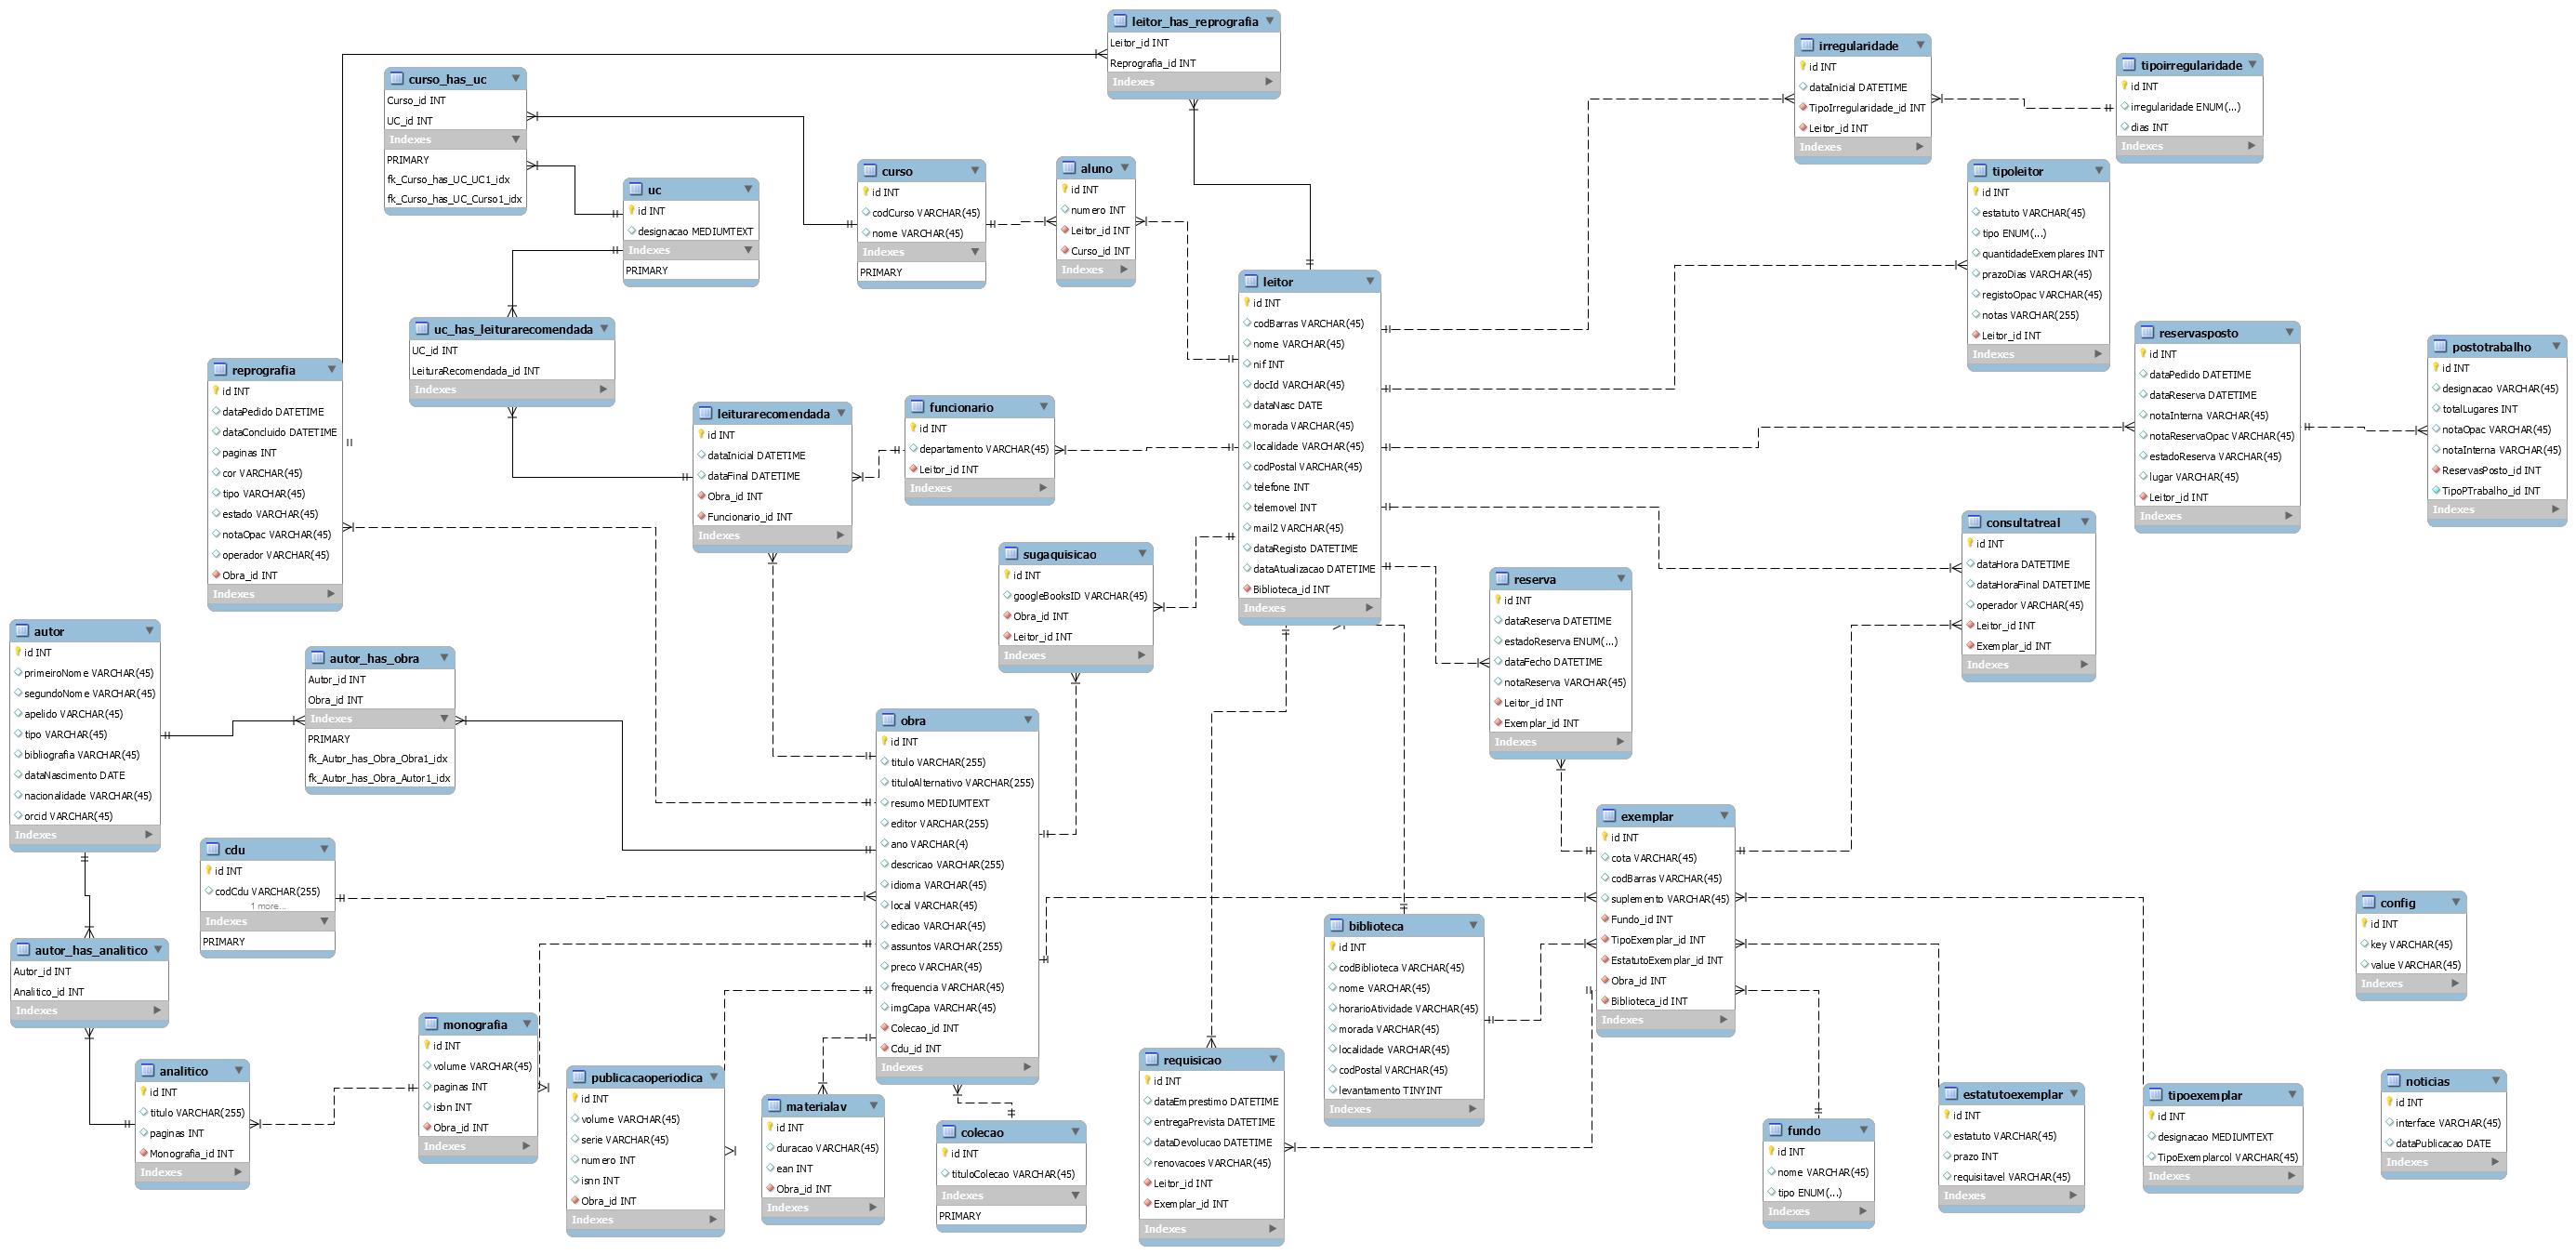 leitor_has_reprografia
Leitor_id INT
Reprografia_id INT
Indexes
irregularidade
id INT
dataInicial DATETIME
TipoIrregularidade_id INT
Leitor_id INT
Indexes
tipoirregularidade
id INT
irregularidade ENUM(...)
dias INT
Indexes
curso_has_uc
Curso_id INT
UC_id INT
Indexes
PRIMARY
fk_Curso_has_UC_UC1_idx
fk_Curso_has_UC_Curso1_idx
uc
id INT
designacao MEDIUMTEXT
Indexes
PRIMARY
curso
id INT
codCurso VARCHAR(45)
nome VARCHAR(45)
Indexes
PRIMARY
aluno
id INT
numero INT
Leitor_id INT
Curso_id INT
Indexes
tipoleitor
id INT
estatuto VARCHAR(45)
tipo ENUM(...)
quantidadeExemplares INT
prazoDias VARCHAR(45)
registoOpac VARCHAR(45)
notas VARCHAR(255)
Leitor_id INT
Indexes
leitor
id INT
codBarras VARCHAR(45)
nome VARCHAR(45)
nif INT
docId VARCHAR(45)
dataNasc DATE
morada VARCHAR(45)
localidade VARCHAR(45)
codPostal VARCHAR(45)
telefone INT
telemovel INT
mail2 VARCHAR(45)
dataRegisto DATETIME
dataAtualizacao DATETIME
Biblioteca_id INT
Indexes
uc_has_leiturarecomendada
UC_id INT
LeituraRecomendada_id INT
Indexes
reservasposto
id INT
dataPedido DATETIME
dataReserva DATETIME
notaInterna VARCHAR(45)
notaReservaOpac VARCHAR(45)
estadoReserva VARCHAR(45)
lugar VARCHAR(45)
Leitor_id INT
Indexes
postotrabalho
id INT
designacao VARCHAR(45)
totalLugares INT
notaOpac VARCHAR(45)
notaInterna VARCHAR(45)
ReservasPosto_id INT
TipoPTrabalho_id INT
Indexes
reprografia
id INT
dataPedido DATETIME
dataConcluido DATETIME
paginas INT
cor VARCHAR(45)
tipo VARCHAR(45)
estado VARCHAR(45)
notaOpac VARCHAR(45)
operador VARCHAR(45)
Obra_id INT
Indexes
leiturarecomendada
id INT
dataInicial DATETIME
dataFinal DATETIME
Obra_id INT
Funcionario_id INT
Indexes
funcionario
id INT
departamento VARCHAR(45)
Leitor_id INT
Indexes
consultatreal
id INT
dataHora DATETIME
dataHoraFinal DATETIME
operador VARCHAR(45)
Leitor_id INT
Exemplar_id INT
Indexes
sugaquisicao
id INT
googleBooksID VARCHAR(45)
Obra_id INT
Leitor_id INT
Indexes
reserva
id INT
dataReserva DATETIME
estadoReserva ENUM(...)
dataFecho DATETIME
notaReserva VARCHAR(45)
Leitor_id INT
Exemplar_id INT
Indexes
autor
id INT
primeiroNome VARCHAR(45)
segundoNome VARCHAR(45)
apelido VARCHAR(45)
tipo VARCHAR(45)
bibliografia VARCHAR(45)
dataNascimento DATE
nacionalidade VARCHAR(45)
orcid VARCHAR(45)
Indexes
autor_has_obra
Autor_id INT
Obra_id INT
Indexes
PRIMARY
fk_Autor_has_Obra_Obra1_idx
fk_Autor_has_Obra_Autor1_idx
obra
id INT
titulo VARCHAR(255)
tituloAlternativo VARCHAR(255)
resumo MEDIUMTEXT
editor VARCHAR(255)
ano VARCHAR(4)
descricao VARCHAR(255)
idioma VARCHAR(45)
local VARCHAR(45)
edicao VARCHAR(45)
assuntos VARCHAR(255)
preco VARCHAR(45)
frequencia VARCHAR(45)
imgCapa VARCHAR(45)
Colecao_id INT
Cdu_id INT
Indexes
exemplar
id INT
cota VARCHAR(45)
codBarras VARCHAR(45)
suplemento VARCHAR(45)
Fundo_id INT
TipoExemplar_id INT
EstatutoExemplar_id INT
Obra_id INT
Biblioteca_id INT
Indexes
cdu
id INT
codCdu VARCHAR(255)
1 more...
Indexes
PRIMARY
config
id INT
key VARCHAR(45)
value VARCHAR(45)
Indexes
biblioteca
id INT
codBiblioteca VARCHAR(45)
nome VARCHAR(45)
horarioAtividade VARCHAR(45)
morada VARCHAR(45)
localidade VARCHAR(45)
codPostal VARCHAR(45)
levantamento TINYINT
Indexes
autor_has_analitico
Autor_id INT
Analitico_id INT
Indexes
monografia
id INT
volume VARCHAR(45)
paginas INT
isbn INT
Obra_id INT
Indexes
requisicao
id INT
dataEmprestimo DATETIME
entregaPrevista DATETIME
dataDevolucao DATETIME
renovacoes VARCHAR(45)
Leitor_id INT
Exemplar_id INT
Indexes
analitico
id INT
titulo VARCHAR(255)
paginas INT
Monografia_id INT
Indexes
publicacaoperiodica
id INT
volume VARCHAR(45)
serie VARCHAR(45)
numero INT
isnn INT
Obra_id INT
Indexes
materialav
id INT
duracao VARCHAR(45)
ean INT
Obra_id INT
Indexes
colecao
id INT
tituloColecao VARCHAR(45)
Indexes
PRIMARY
fundo
id INT
nome VARCHAR(45)
tipo ENUM(...)
Indexes
estatutoexemplar
id INT
estatuto VARCHAR(45)
prazo INT
requisitavel VARCHAR(45)
Indexes
tipoexemplar
id INT
designacao MEDIUMTEXT
TipoExemplarcol VARCHAR(45)
Indexes
noticias
id INT
interface VARCHAR(45)
dataPublicacao DATE
Indexes